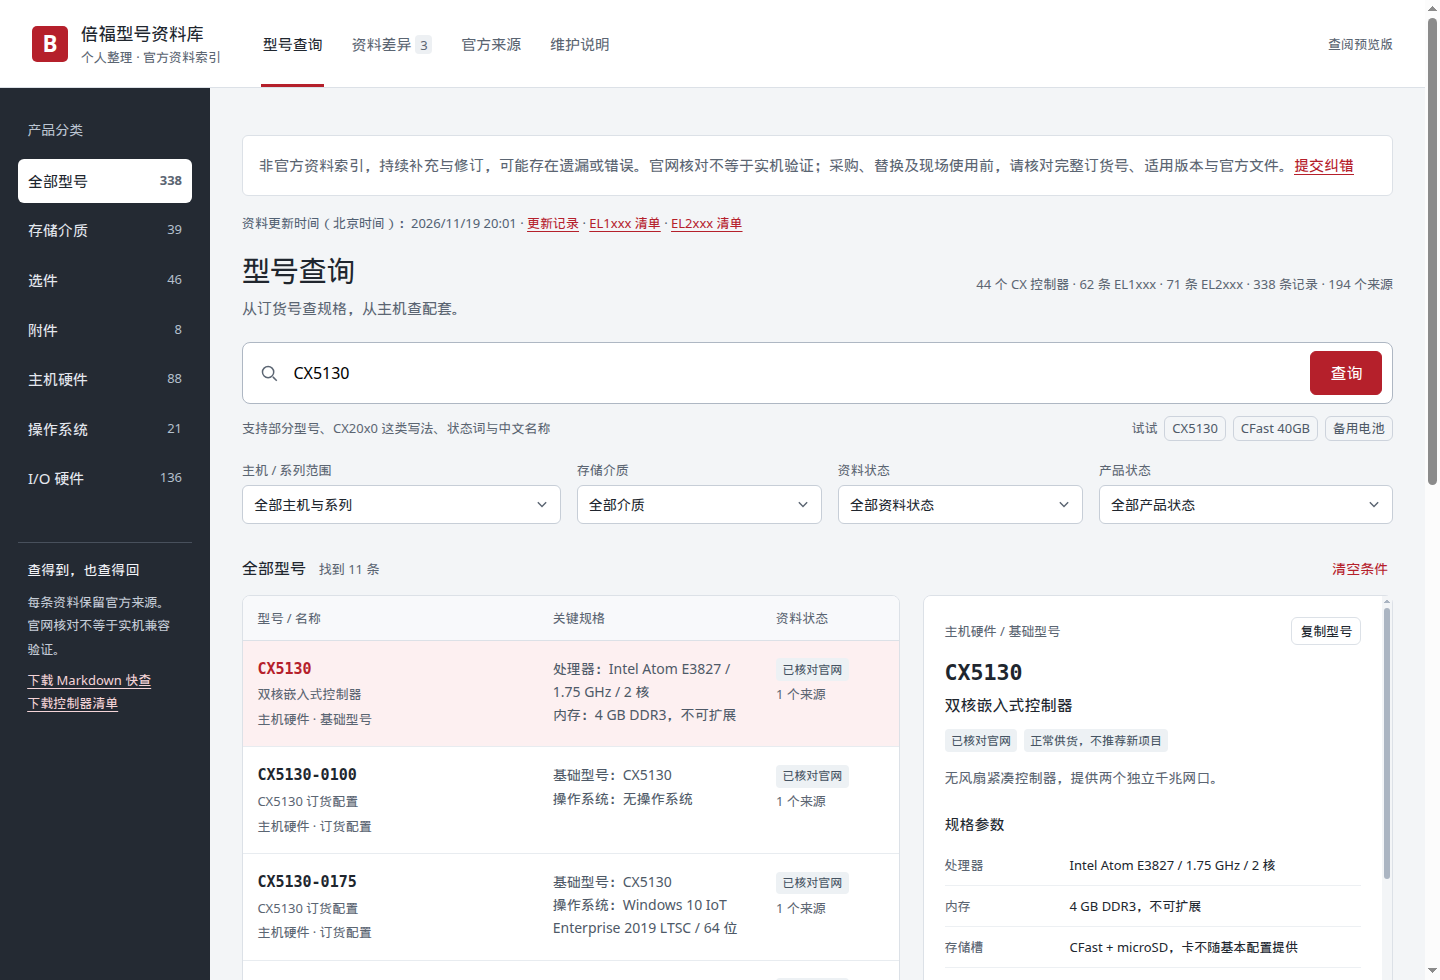 B
倍福型号资料库
个人整理 · 官方资料索引
型号查询
资料差异 3
官方来源
维护说明
查阅预览版
产品分类
全部型号 338
存储介质 39
选件 46
附件 8
主机硬件 88
操作系统 21
I/O 硬件 136
查得到，也查得回
每条资料保留官方来源。
官网核对不等于实机兼容
验证。
下载 Markdown 快查
下载控制器清单
非官方资料索引，持续补充与修订，可能存在遗漏或错误。官网核对不等于实机验证；采购、替换及现场使用前，请核对完整订货号、适用版本与官方文件。提交纠错
资料更新时间（北京时间）：2026/11/19 20:01 · 更新记录 · EL1xxx 清单 · EL2xxx 清单
型号查询
从订货号查规格，从主机查配套。
44 个 CX 控制器 · 62 条 EL1xxx · 71 条 EL2xxx · 338 条记录 · 194 个来源
CX5130
查询
支持部分型号、CX20x0 这类写法、状态词与中文名称
试试 CX5130 CFast 40GB 备用电池
主机 / 系列范围
存储介质
资料状态
产品状态
全部主机与系列
全部介质
全部资料状态
全部产品状态
全部型号 找到 11 条
清空条件
型号 / 名称
关键规格
资料状态
CX5130
双核嵌入式控制器
主机硬件 · 基础型号
处理器：Intel Atom E3827 /
1.75 GHz / 2 核
内存：4 GB DDR3，不可扩展
已核对官网
1 个来源
CX5130-0100
CX5130 订货配置
主机硬件 · 订货配置
基础型号：CX5130
操作系统：无操作系统
已核对官网
1 个来源
CX5130-0175
CX5130 订货配置
主机硬件 · 订货配置
基础型号：CX5130
操作系统：Windows 10 IoT
Enterprise 2019 LTSC / 64 位
已核对官网
1 个来源
主机硬件 / 基础型号
复制型号
CX5130
双核嵌入式控制器
已核对官网 正常供货，不推荐新项目
无风扇紧凑控制器，提供两个独立千兆网口。
规格参数
处理器 Intel Atom E3827 / 1.75 GHz / 2 核
内存 4 GB DDR3，不可扩展
存储槽 CFast + microSD，卡不随基本配置提供